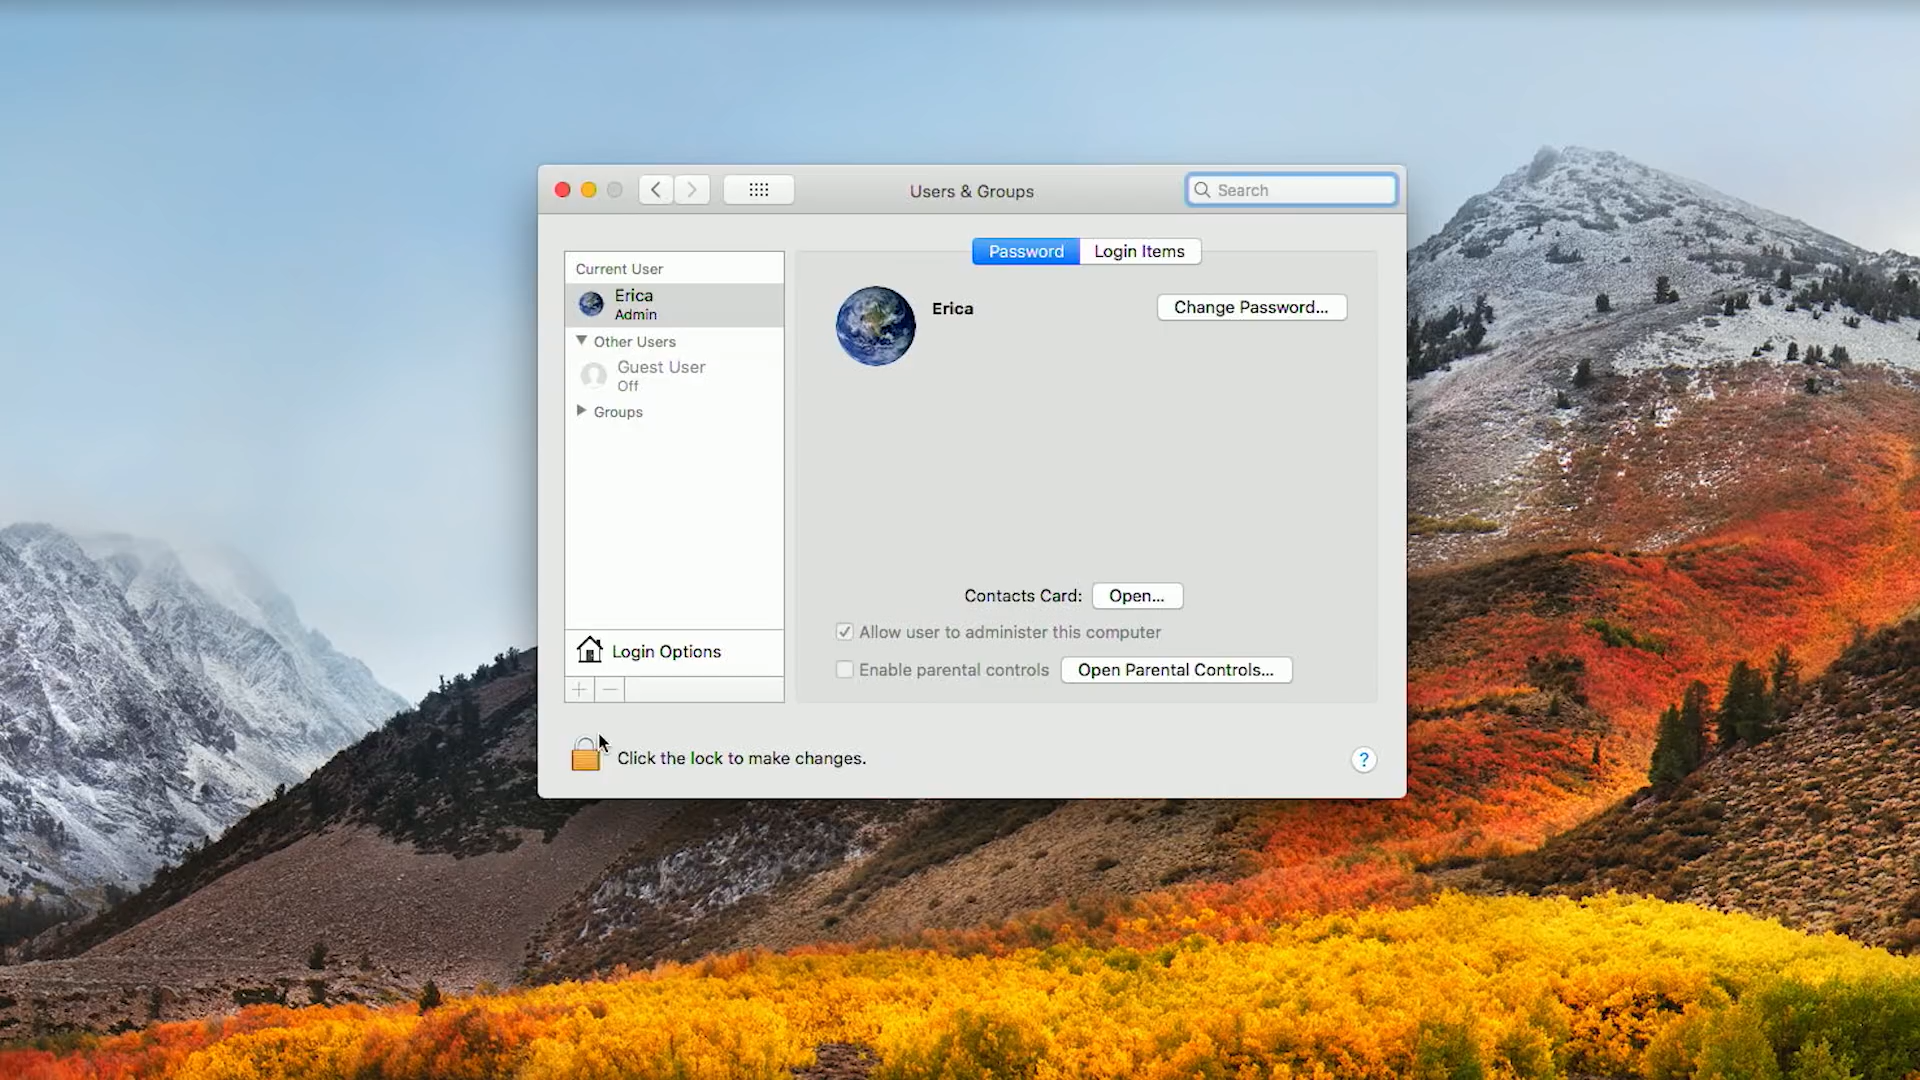 Users & Groups
Search
Password
Login Items
Current User
Erica
Admin
Other Users
Guest User
Off
Groups
Login Options
Erica
Change Password...
Contacts Card:
Open...
Allow user to administer this computer
Enable parental controls
Open Parental Controls...
Click the lock to make changes.
?